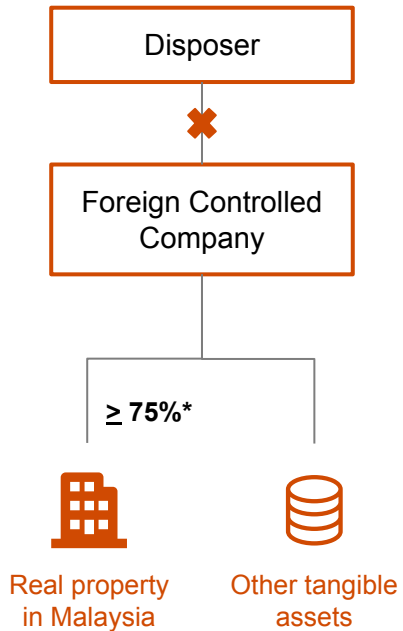 Disposer
Foreign Controlled
Company
≥ 75%*
Real property
in Malaysia
Other tangible
assets